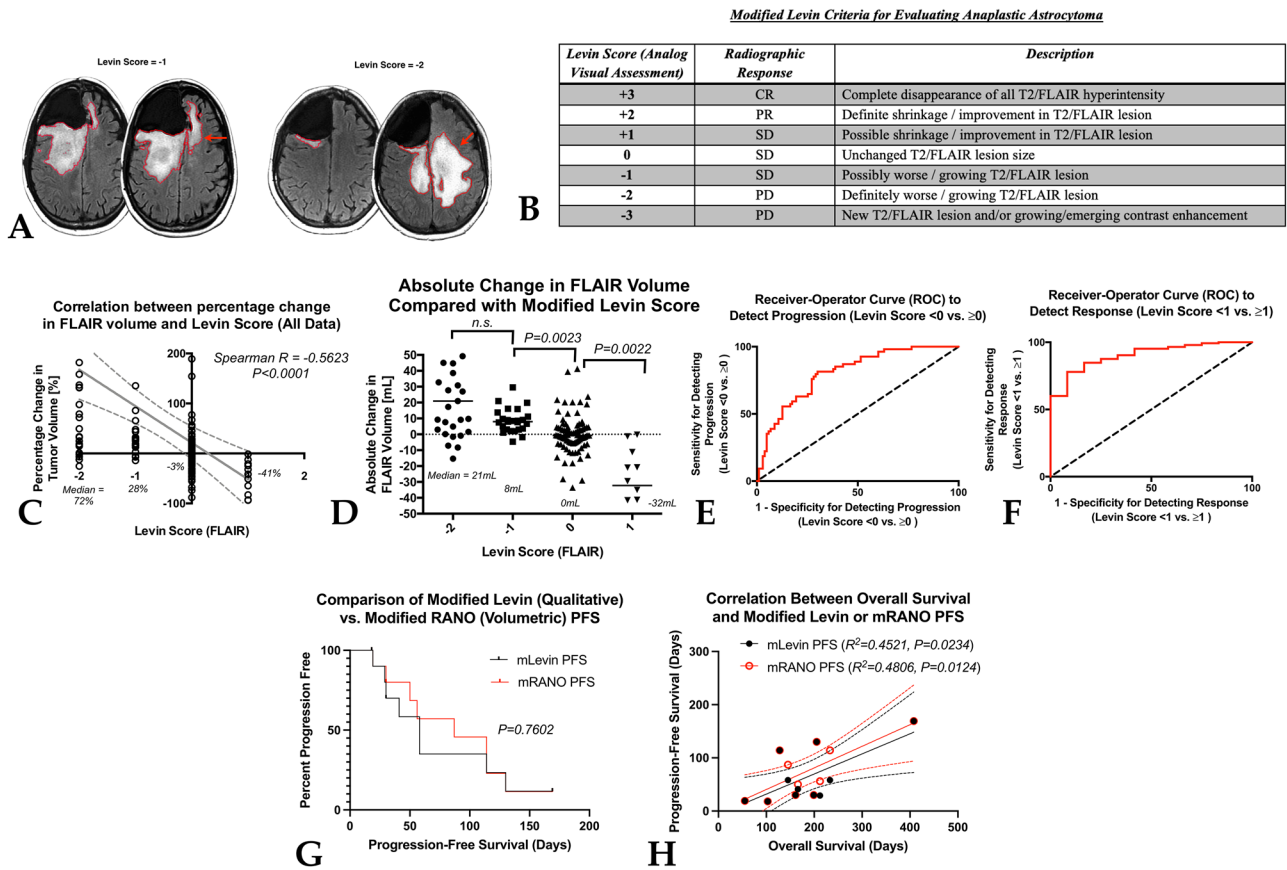 Levin Score = -1
Levin Score = -2
A
Modified Levin Criteria for Evaluating Anaplastic Astrocytoma
Levin Score (Analog Visual Assessment) Radiographic Response Description
+3 CR Complete disappearance of all T2/FLAIR hyperintensity
+2 PR Definite shrinkage / improvement in T2/FLAIR lesion
+1 SD Possible shrinkage / improvement in T2/FLAIR lesion
0 SD Unchanged T2/FLAIR lesion size
-1 SD Possibly worse / growing T2/FLAIR lesion
-2 PD Definitely worse / growing T2/FLAIR lesion
-3 PD New T2/FLAIR lesion and/or growing/emerging contrast enhancement
B
Correlation between percentage change
in FLAIR volume and Levin Score (All Data)
Spearman R = -0.5623
P<0.0001
Percentage Change in
Tumor Volume [%]
200
100
-100
-2
-1
2
Median =
72%
28%
-3%
-41%
Levin Score (FLAIR)
C
Absolute Change in FLAIR Volume
Compared with Modified Levin Score
n.s.
P=0.0023
P=0.0022
Absolute Change in
FLAIR Volume [mL]
50
40
30
20
10
0
-10
-20
-30
-40
-50
Median = 21mL
8mL
0mL
-32mL
-2
-1
0
1
Levin Score (FLAIR)
D
Receiver-Operator Curve (ROC) to
Detect Progression (Levin Score <0 vs. ≥0)
Sensitivity for Detecting
Progression
(Levin Score <0 vs. ≥0 )
100
50
0
0
50
100
1 - Specificity for Detecting Progression
(Levin Score <0 vs. ≥0 )
E
Receiver-Operator Curve (ROC) to
Detect Response (Levin Score <1 vs. ≥1)
Sensitivity for Detecting
Response
(Levin Score <1 vs. ≥1 )
100
50
0
0
50
100
1 - Specificity for Detecting Response
(Levin Score <1 vs. ≥1 )
F
Comparison of Modified Levin (Qualitative)
vs. Modified RANO (Volumetric) PFS
mLevin PFS
mRANO PFS
P=0.7602
Percent Progression Free
100
50
0
0
50
100
150
200
Progression-Free Survival (Days)
G
Correlation Between Overall Survival
and Modified Levin or mRANO PFS
mLevin PFS (R²=0.4521, P=0.0234)
mRANO PFS (R²=0.4806, P=0.0124)
Progression-Free Survival (Days)
300
200
100
0
0
100
200
300
400
500
Overall Survival (Days)
H